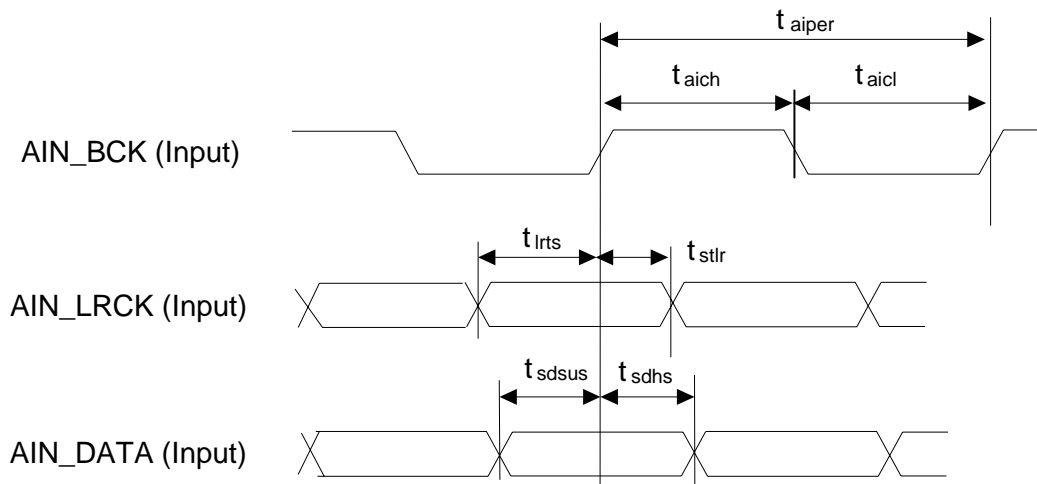 t aiper
t aich
t aicl
AIN_BCK (Input)
t lrts
t stlr
AIN_LRCK (Input)
t sdsus
t sdhs
AIN_DATA (Input)